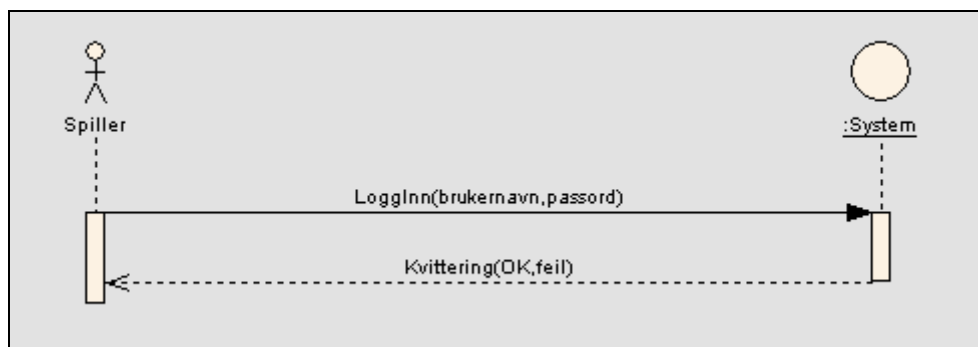 Spiller
:System
LoggInn(brukernavn,passord)
Kvittering(OK,feil)